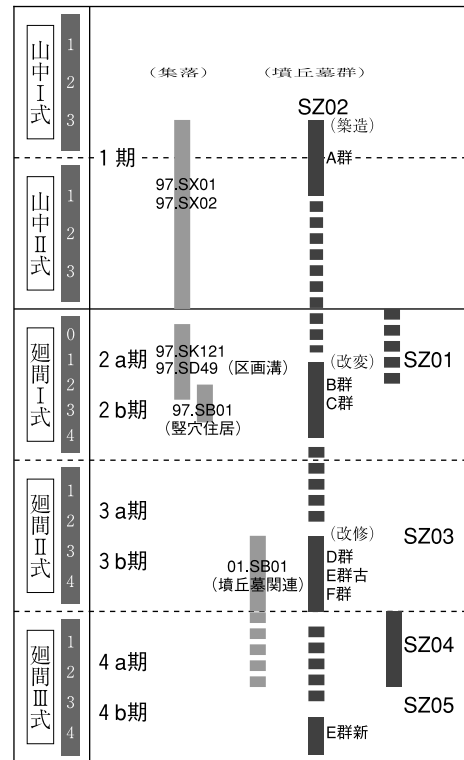 （集落）
（墳丘墓群）
山中Ⅰ式
1
2
3
SZ02
（築造）
A群
1期
山中Ⅱ式
1
2
3
97.SX01
97.SX02
廻間Ⅰ式
0
1
2
3
4
2a期
97.SK121
97.SD49（区画溝）
（改変）
SZ01
2b期
97.SB01
（竪穴住居）
B群
C群
廻間Ⅱ式
1
2
3
4
3a期
（改修）
SZ03
3b期
01.SB01
（墳丘墓関連）
D群
E群古
F群
廻間Ⅲ式
1
2
3
4
4a期
SZ04
4b期
SZ05
E群新